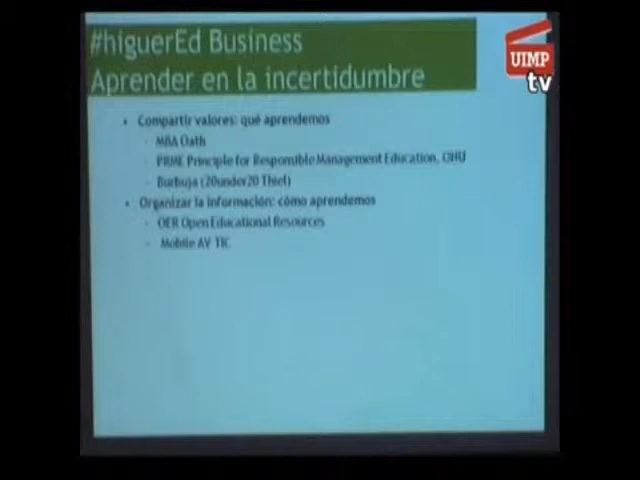 #higuerEd Business
Aprender en la incertidumbre
UIMP
tv
• Compartir valores: qué aprendemos
- MBA Oath
- PRME Principle for Responsible Management Education, OHU
- Burbuja (20under20 Thiel)
• Organizar la información: cómo aprendemos
- OER Open Educational Resources
- Mobile AV TIC